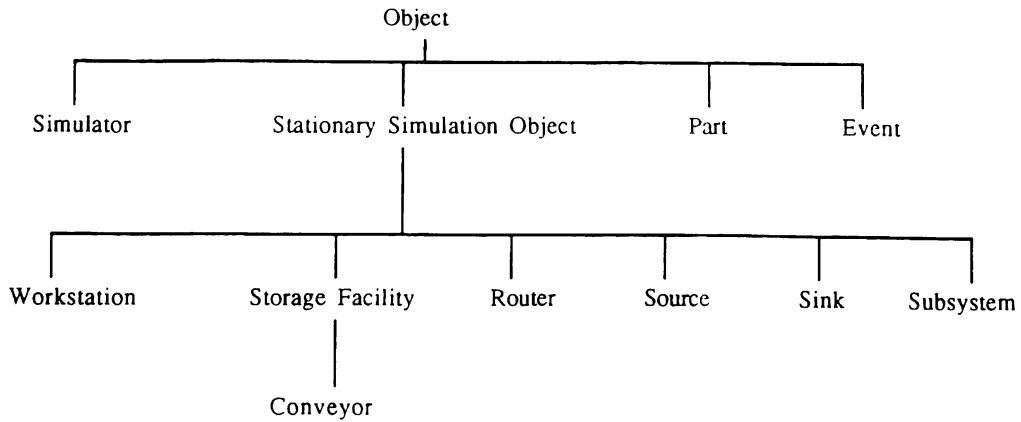 Object
Simulator Stationary Simulation Object Part Event
Workstation Storage Facility Router Source Sink Subsystem
Conveyor